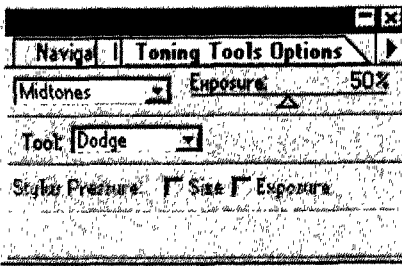 Navigat Toning Tools Options
Midtones Exposure: 50%
Tool: Dodge
Stylus Pressure: Size Exposure